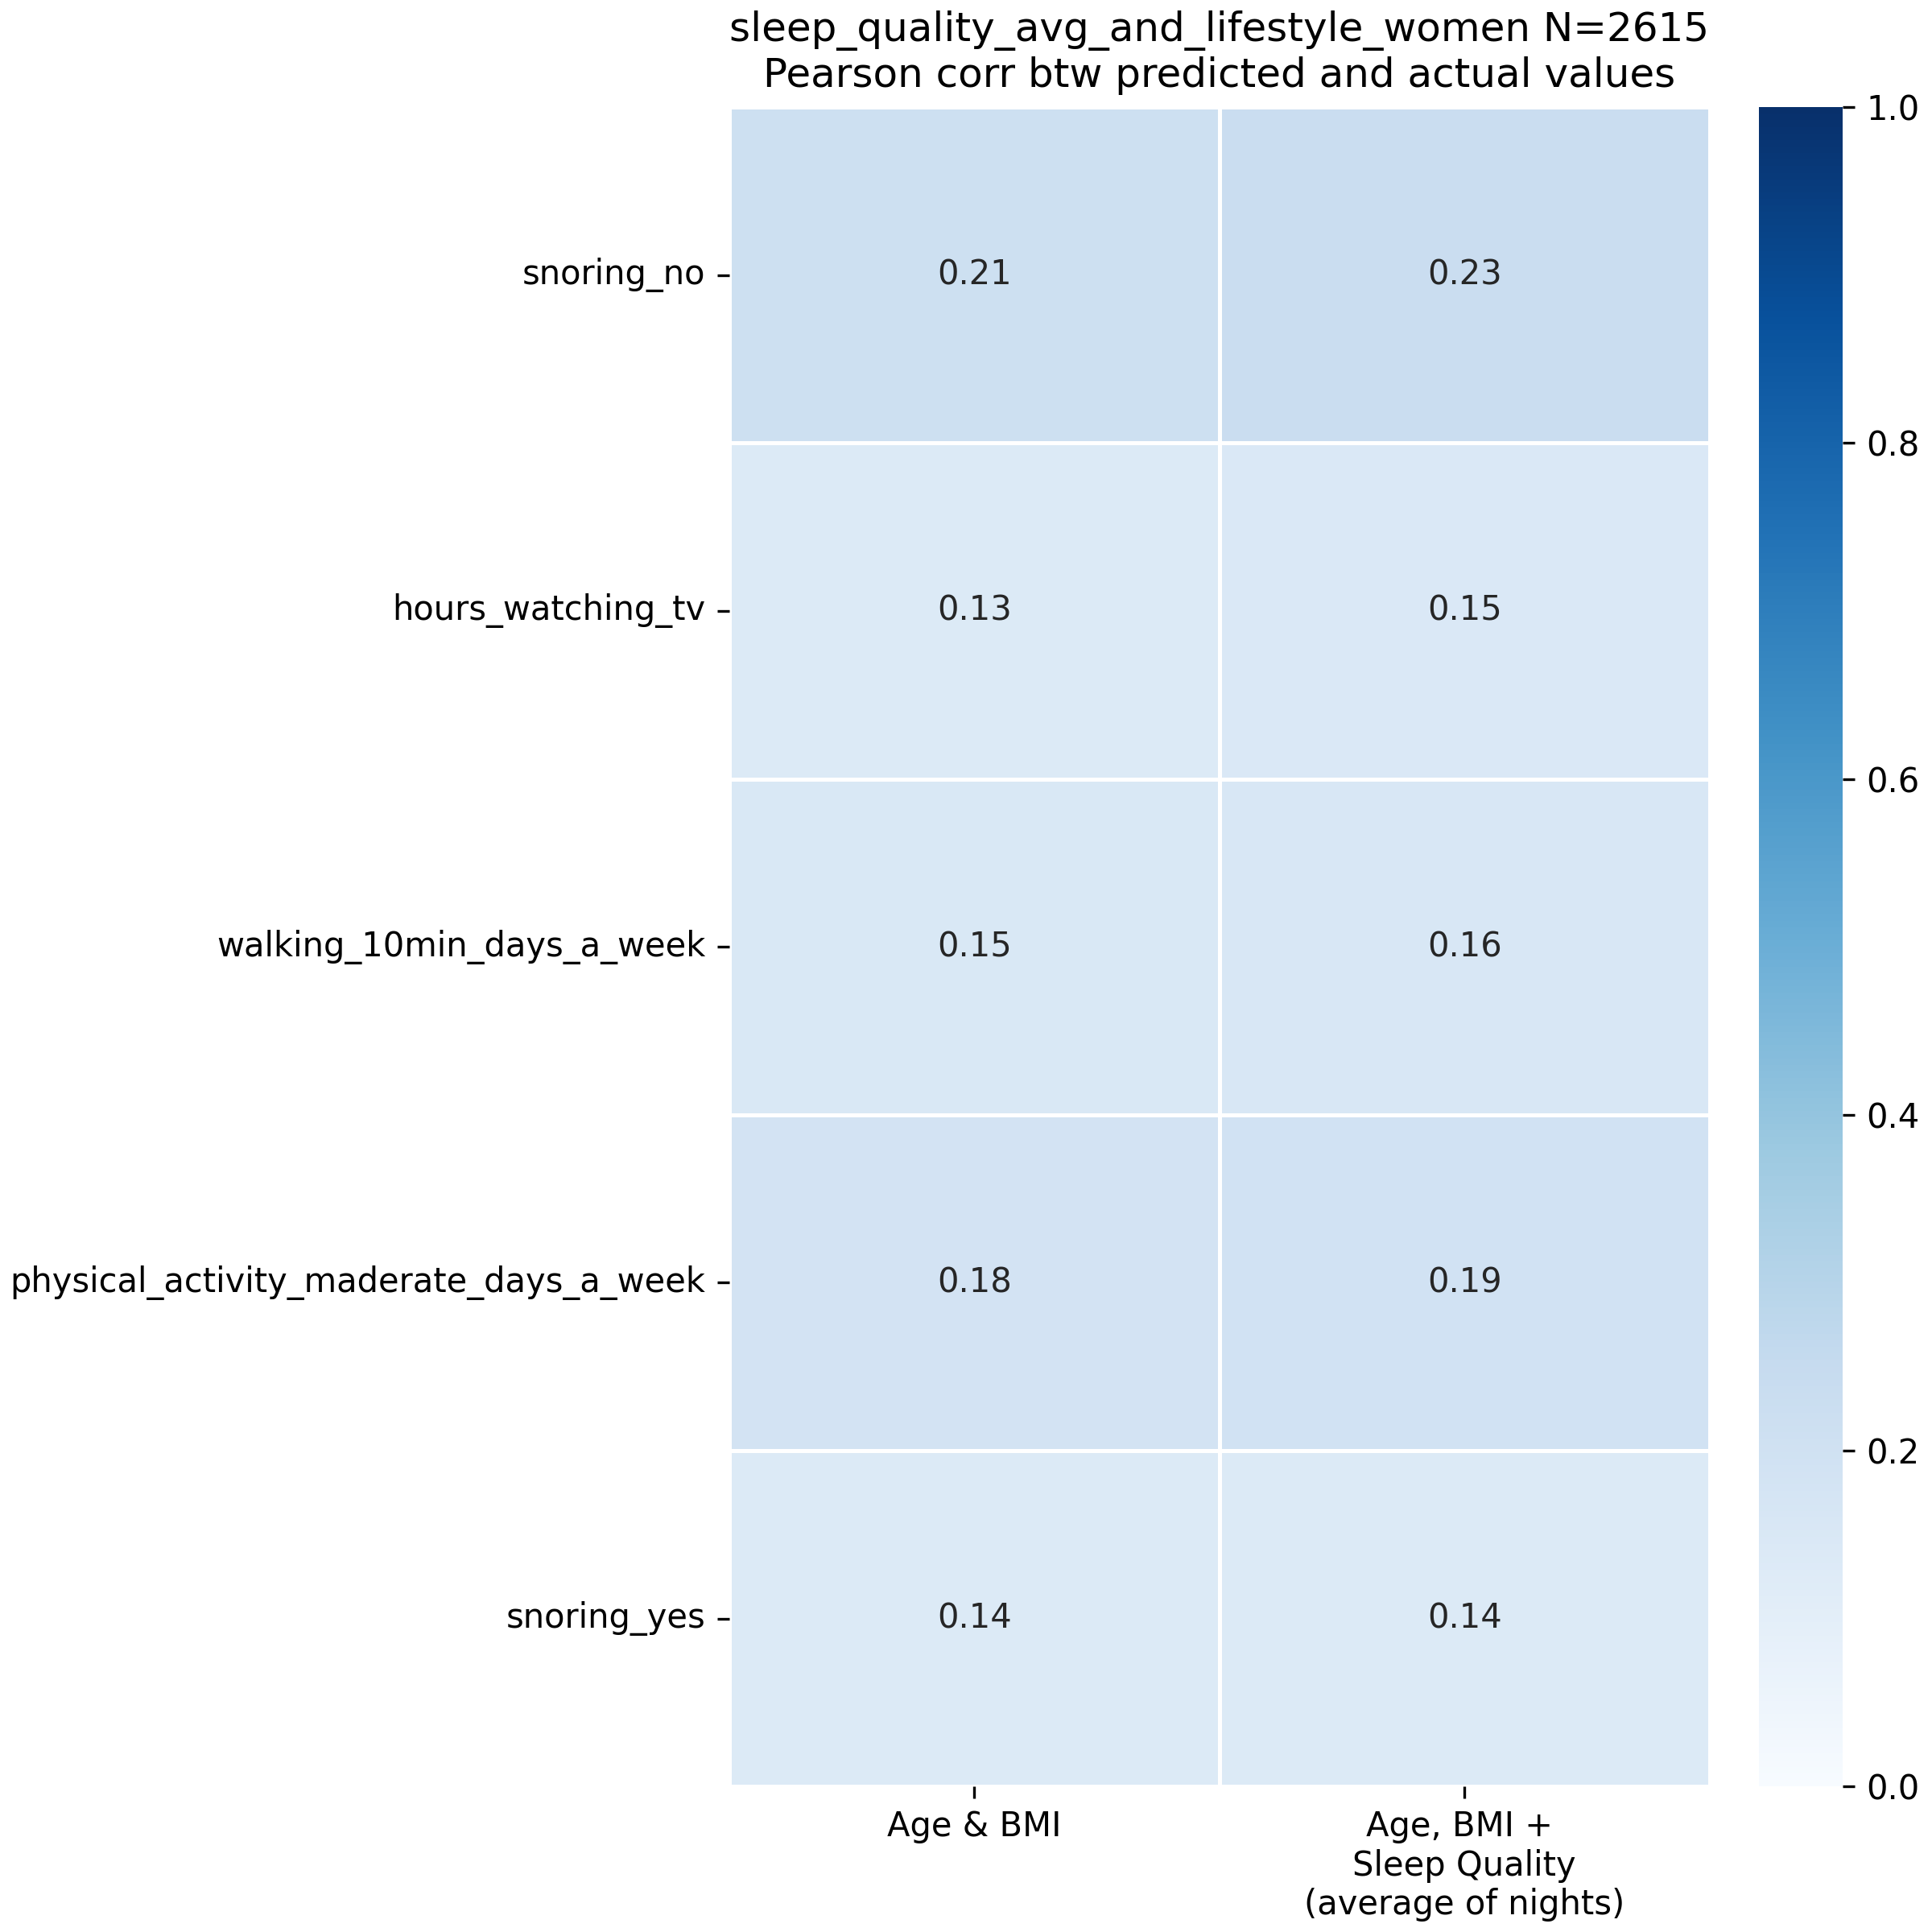 sleep_quality_avg_and_lifestyle_women N=2615
Pearson corr btw predicted and actual values
snoring_no
0.21
0.23
hours_watching_tv
0.13
0.15
walking_10min_days_a_week
0.15
0.16
physical_activity_maderate_days_a_week
0.18
0.19
snoring_yes
0.14
0.14
Age & BMI
Age, BMI +
Sleep Quality
(average of nights)
1.0
0.8
0.6
0.4
0.2
0.0